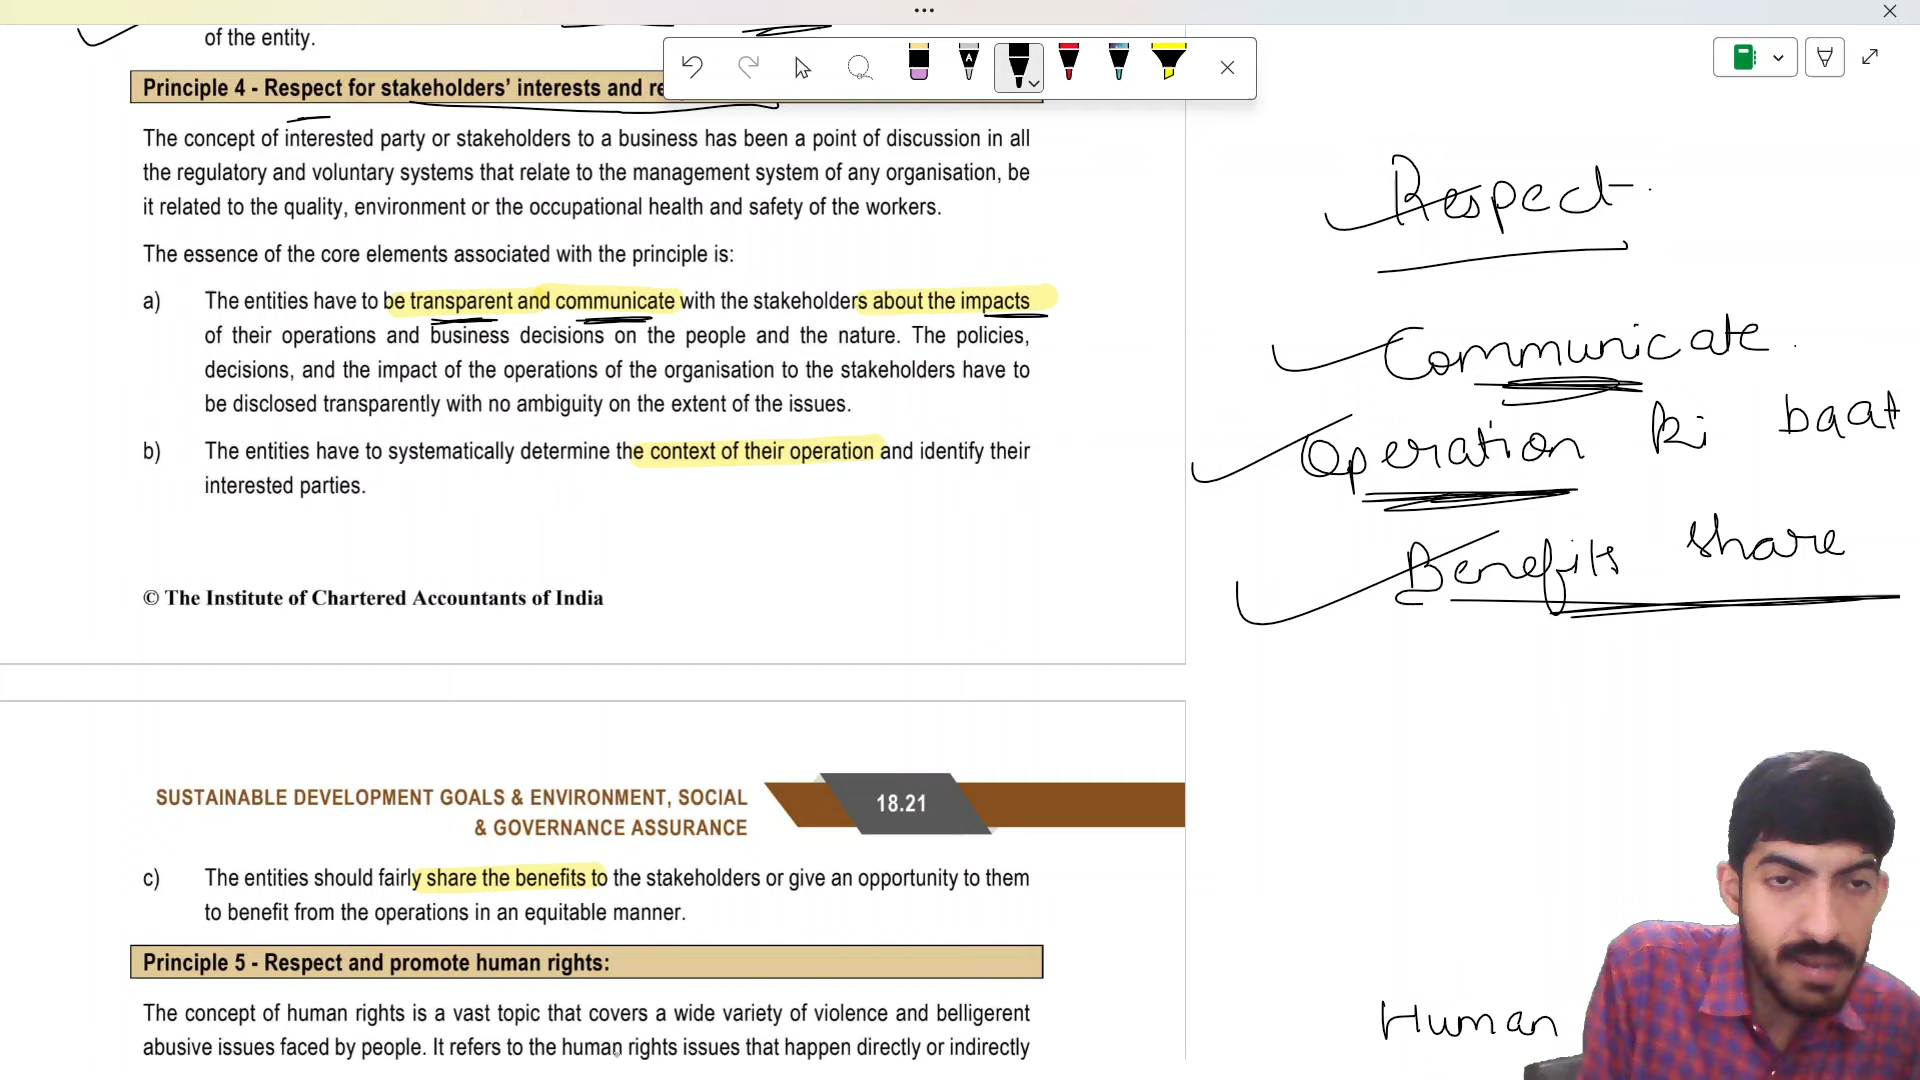 of the entity.
Principle 4 - Respect for stakeholders' interests and re
The concept of interested party or stakeholders to a business has been a point of discussion in all
the regulatory and voluntary systems that relate to the management system of any organisation, be
it related to the quality, environment or the occupational health and safety of the workers.
The essence of the core elements associated with the principle is:
a) The entities have to be transparent and communicate with the stakeholders about the impacts
of their operations and business decisions on the people and the nature. The policies,
decisions, and the impact of the operations of the organisation to the stakeholders have to
be disclosed transparently with no ambiguity on the extent of the issues.
b) The entities have to systematically determine the context of their operation and identify their
interested parties.
© The Institute of Chartered Accountants of India
SUSTAINABLE DEVELOPMENT GOALS & ENVIRONMENT, SOCIAL
& GOVERNANCE ASSURANCE
18.21
c) The entities should fairly share the benefits to the stakeholders or give an opportunity to them
to benefit from the operations in an equitable manner.
Principle 5 - Respect and promote human rights:
The concept of human rights is a vast topic that covers a wide variety of violence and belligerent
abusive issues faced by people. It refers to the human rights issues that happen directly or indirectly
Respect
Communicate
Operation ki baat
Benefits share
Human